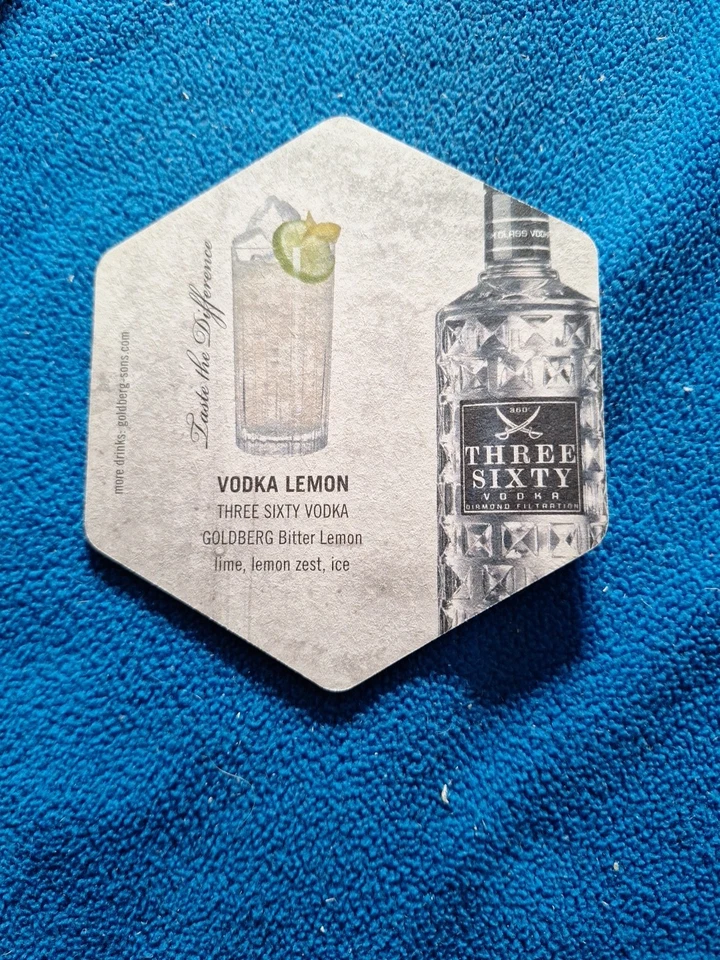 more drinks: goldberg-sons.com
Taste the Difference
VODKA LEMON
THREE SIXTY VODKA
GOLDBERG Bitter Lemon
lime, lemon zest, ice
360°
THREE
SIXTY
VODKA
DIAMOND FILTRATION